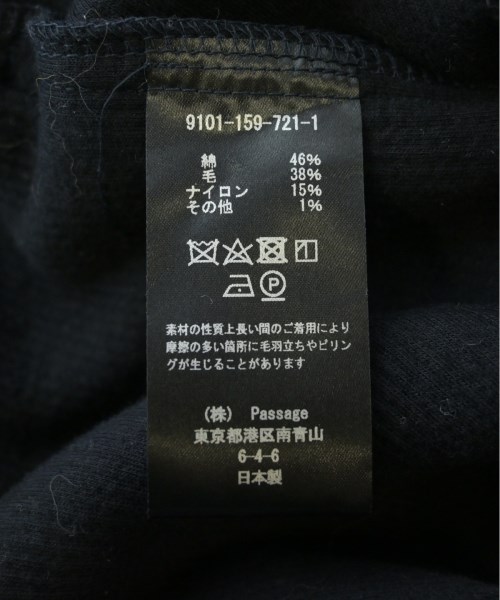 9101-159-721-1
綿 46%
毛 38%
ナイロン 15%
その他 1%
P
素材の性質上長い間のご着用により
摩擦の多い箇所に毛羽立ちやピリン
グが生じることがあります
(株) Passage
東京都港区南青山
6-4-6
日本製